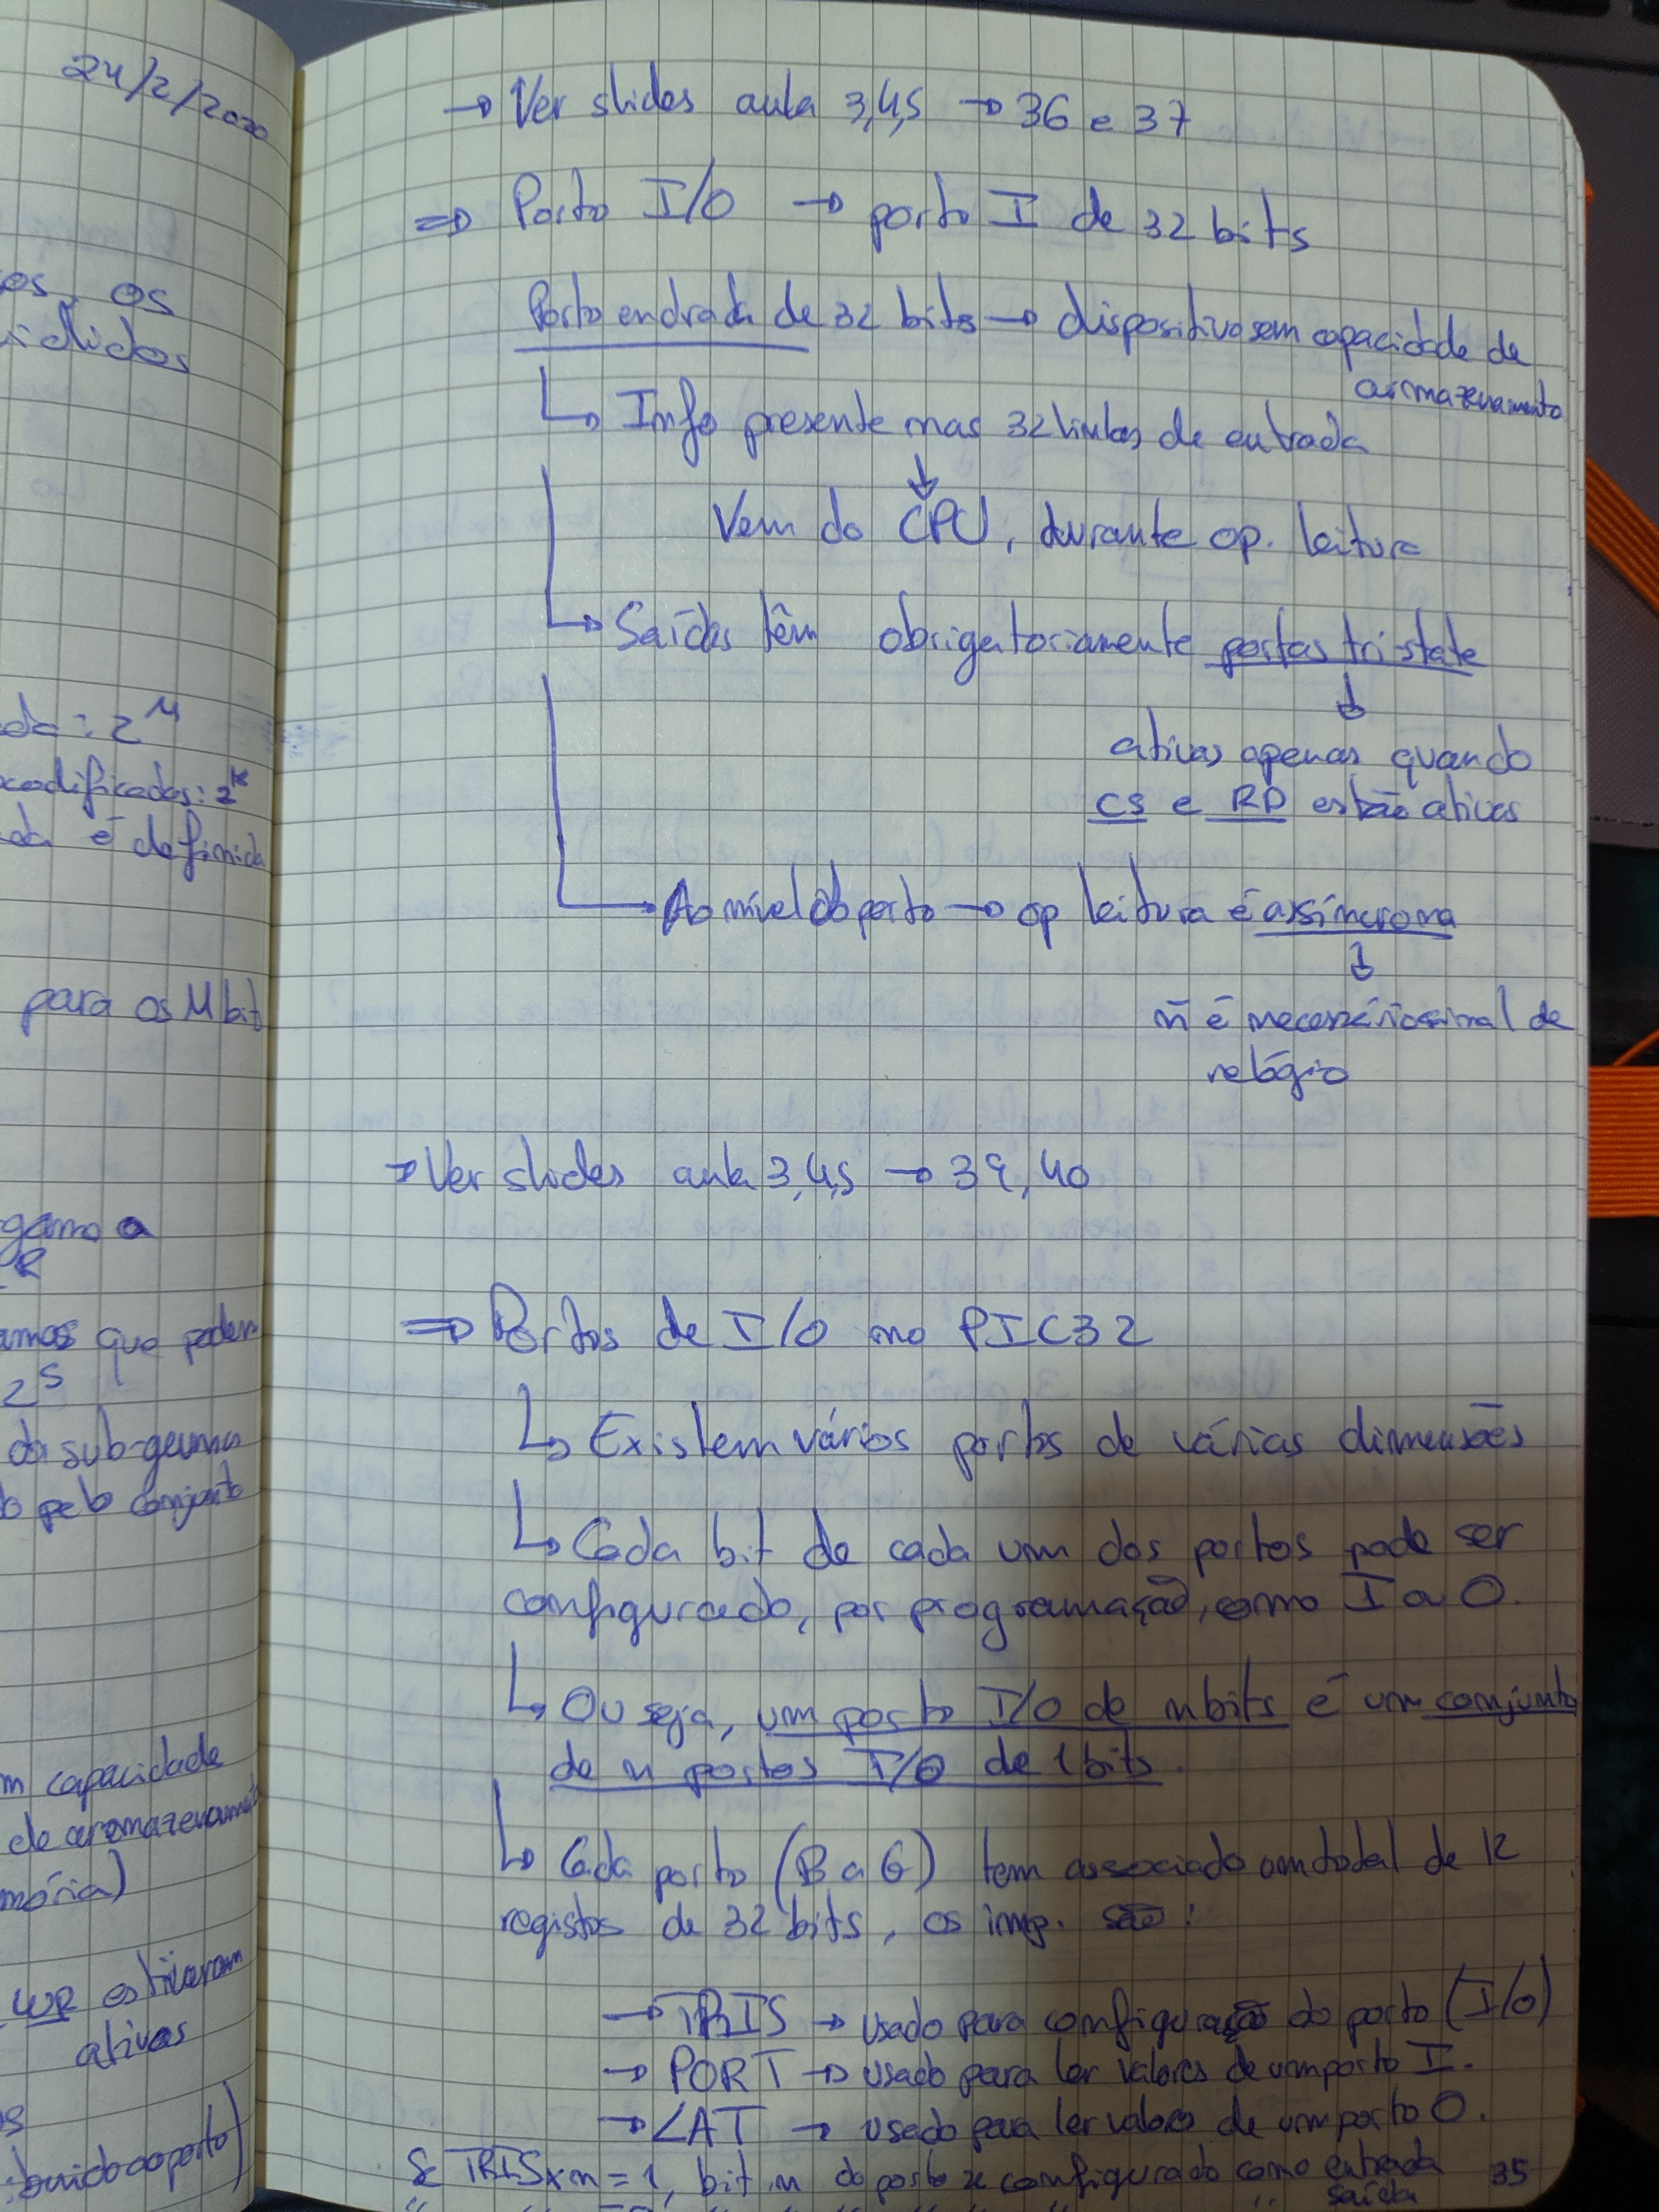 24/2/2020
os, os
ididos
da: 2^M
codificados: 2^k
da é definida
para os M bit
gamo a
amos que podem
2^S
da sub-gama
o pelo conjunto
m capacidade
de armazenamento
mória)
WR estiverem
ativas
buido ao porto)
→ Ver slides aula 3,4,5 → 36 e 37
⇒ Porto I/O → porto I de 32 bits
Porto entrada de 32 bits → dispositivo sem capacidade de
armazenamento
↳ Info presente nas 32 linhas de entrada
↓
Vem do CPU, durante op. leitura
↳ Saídas têm obrigatoriamente portas tri-state
↓
ativas apenas quando
CS e RD estão ativas
↳ Ao nível do porto → op leitura é assíncrona
↓
ñ é necessário sinal de
relógio
→ Ver slides aula 3,4,5 → 39, 40
⇒ Portos de I/O no PIC32
↳ Existem vários portos de várias dimensões
↳ Cada bit de cada um dos portos pode ser
configurado, por programação, como I ou O.
↳ Ou seja, um porto I/O de n bits é um conjunto
de n portos I/O de 1 bits.
↳ Cada porto (B a G) tem associado um total de 12
registos de 32 bits, os imp. são:
→ TRIS → usado para configuração do porto (I/O)
→ PORT → usado para ler valores de um porto I.
→ LAT → usado para ler valores de um porto O.
Se TRISxn = 1, bit n do porto x configurado como entrada
saída
35